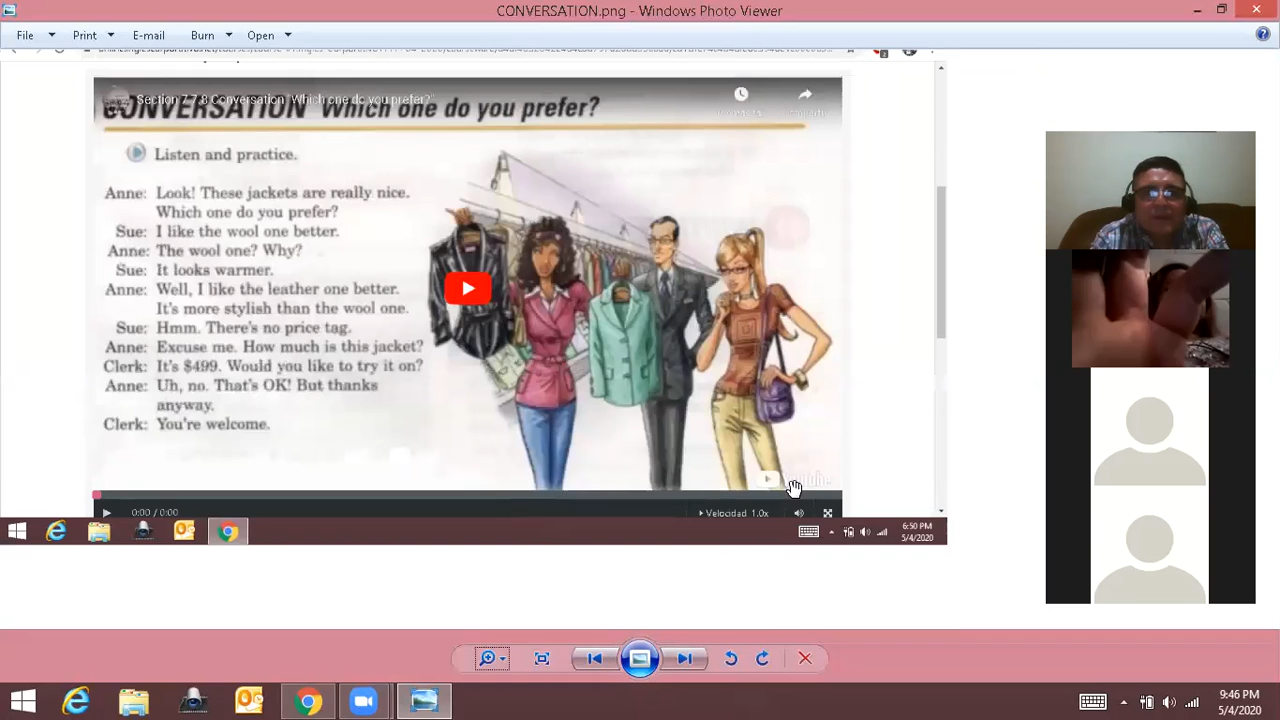 CONVERSATION.png - Windows Photo Viewer
File Print E-mail Burn Open
Section 7.7.8 Conversation "Which one do you prefer?"
CONVERSATION Which one do you prefer?
Listen and practice.
Anne: Look! These jackets are really nice.
Which one do you prefer?
Sue: I like the wool one better.
Anne: The wool one? Why?
Sue: It looks warmer.
Anne: Well, I like the leather one better.
It's more stylish than the wool one.
Sue: Hmm. There's no price tag.
Anne: Excuse me. How much is this jacket?
Clerk: It's $499. Would you like to try it on?
Anne: Uh, no. That's OK! But thanks
anyway.
Clerk: You're welcome.
0:00 / 0:00 Velocidad 1.0x
6:50 PM
5/4/2020
9:46 PM
5/4/2020